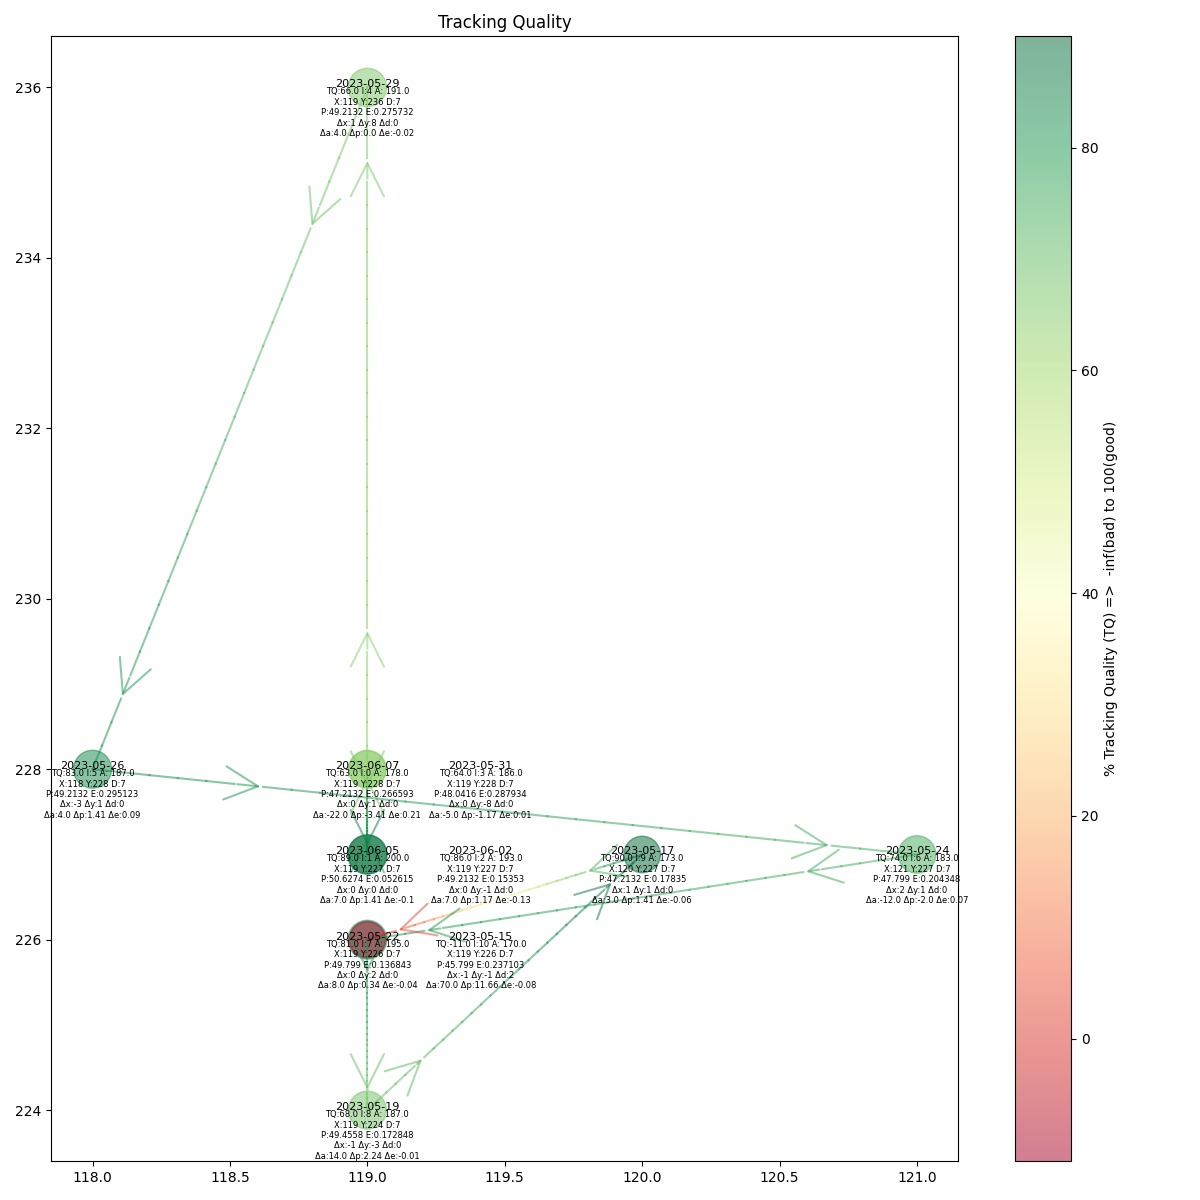 Tracking Quality
236
234
232
230
228
226
224
118.0
118.5
119.0
119.5
120.0
120.5
121.0
2023-05-29
TQ:66.0 I:4 A: 191.0
X:119 Y:236 D:7
P:49.2132 E:0.275732
Δx:1 Δy:8 Δd:0
Δa:4.0 Δp:0.0 Δe:-0.02
2023-05-26
TQ:83.0 I:5 A: 187.0
X:118 Y:228 D:7
P:49.2132 E:0.295123
Δx:-3 Δy:1 Δd:0
Δa:4.0 Δp:1.41 Δe:0.09
2023-06-07
TQ:63.0 I:0 A: 178.0
X:119 Y:228 D:7
P:47.2132 E:0.266593
Δx:0 Δy:1 Δd:0
Δa:-22.0 Δp:-3.41 Δe:0.21
2023-05-31
TQ:64.0 I:3 A: 186.0
X:119 Y:228 D:7
P:48.0416 E:0.287934
Δx:0 Δy:-8 Δd:0
Δa:-5.0 Δp:-1.17 Δe:0.01
2023-06-05
TQ:89.0 I:1 A: 200.0
X:119 Y:227 D:7
P:50.6274 E:0.052615
Δx:0 Δy:0 Δd:0
Δa:7.0 Δp:1.41 Δe:-0.1
2023-06-02
TQ:86.0 I:2 A: 193.0
X:119 Y:227 D:7
P:49.2132 E:0.15353
Δx:0 Δy:-1 Δd:0
Δa:7.0 Δp:1.17 Δe:-0.13
2023-05-17
TQ:90.0 I:9 A: 173.0
X:120 Y:227 D:7
P:47.2132 E:0.17835
Δx:1 Δy:1 Δd:0
Δa:3.0 Δp:1.41 Δe:-0.06
2023-05-24
TQ:74.0 I:6 A: 183.0
X:121 Y:227 D:7
P:47.799 E:0.204348
Δx:2 Δy:1 Δd:0
Δa:-12.0 Δp:-2.0 Δe:0.07
2023-05-22
TQ:81.0 I:7 A: 195.0
X:119 Y:226 D:7
P:49.799 E:0.136843
Δx:0 Δy:2 Δd:0
Δa:8.0 Δp:0.34 Δe:-0.04
2023-05-15
TQ:-11.0 I:10 A: 170.0
X:119 Y:226 D:7
P:45.799 E:0.237103
Δx:-1 Δy:-1 Δd:2
Δa:70.0 Δp:11.66 Δe:-0.08
2023-05-19
TQ:68.0 I:8 A: 187.0
X:119 Y:224 D:7
P:49.4558 E:0.172848
Δx:-1 Δy:-3 Δd:0
Δa:14.0 Δp:2.24 Δe:-0.01
80
60
40
20
0
% Tracking Quality (TQ) => -inf(bad) to 100(good)